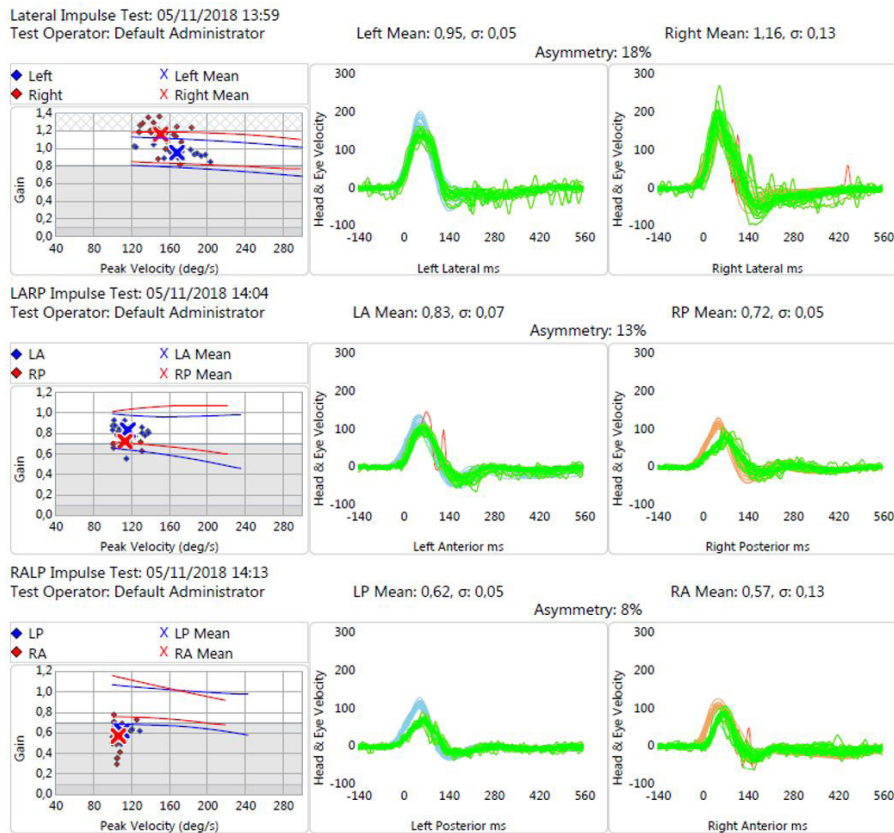 Lateral Impulse Test: 05/11/2018 13:59
Test Operator: Default Administrator
Left Mean: 0,95, σ: 0,05
Right Mean: 1,16, σ: 0,13
Asymmetry: 18%
Left
Left Mean
Right
Right Mean
1,4
1,2
1,0
0,8
0,6
0,4
0,2
0,0
Gain
40 80 120 160 200 240 280
Peak Velocity (deg/s)
300
200
100
0
-100
Head & Eye Velocity
-140 0 140 280 420 560
Left Lateral ms
300
200
100
0
-100
Head & Eye Velocity
-140 0 140 280 420 560
Right Lateral ms
LARP Impulse Test: 05/11/2018 14:04
Test Operator: Default Administrator
LA Mean: 0,83, σ: 0,07
RP Mean: 0,72, σ: 0,05
Asymmetry: 13%
LA
LA Mean
RP
RP Mean
1,2
1,0
0,8
0,6
0,4
0,2
0,0
Gain
40 80 120 160 200 240 280
Peak Velocity (deg/s)
300
200
100
0
-100
Head & Eye Velocity
-140 0 140 280 420 560
Left Anterior ms
300
200
100
0
-100
Head & Eye Velocity
-140 0 140 280 420 560
Right Posterior ms
RALP Impulse Test: 05/11/2018 14:13
Test Operator: Default Administrator
LP Mean: 0,62, σ: 0,05
RA Mean: 0,57, σ: 0,13
Asymmetry: 8%
LP
LP Mean
RA
RA Mean
1,2
1,0
0,8
0,6
0,4
0,2
0,0
Gain
40 80 120 160 200 240 280
Peak Velocity (deg/s)
300
200
100
0
-100
Head & Eye Velocity
-140 0 140 280 420 560
Left Posterior ms
300
200
100
0
-100
Head & Eye Velocity
-140 0 140 280 420 560
Right Anterior ms